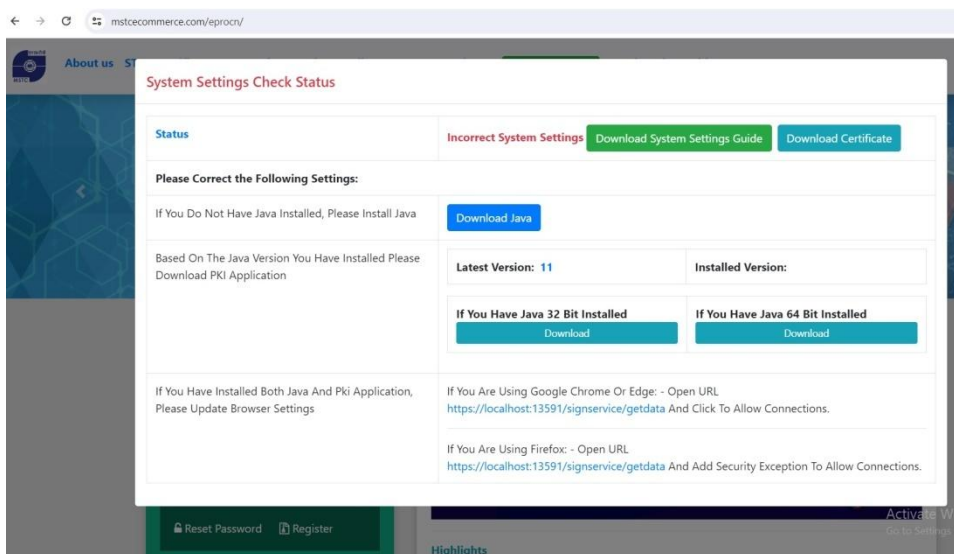 mstcecommerce.com/eprocn/
About us ST
MSTC
System Settings Check Status
Status
Incorrect System Settings Download System Settings Guide Download Certificate
Please Correct the Following Settings:
If You Do Not Have Java Installed, Please Install Java
Download Java
Based On The Java Version You Have Installed Please
Download PKI Application
Latest Version: 11 Installed Version:
If You Have Java 32 Bit Installed If You Have Java 64 Bit Installed
Download Download
If You Have Installed Both Java And Pki Application,
Please Update Browser Settings
If You Are Using Google Chrome Or Edge: - Open URL
https://localhost:13591/signservice/getdata And Click To Allow Connections.
If You Are Using Firefox: - Open URL
https://localhost:13591/signservice/getdata And Add Security Exception To Allow Connections.
Reset Password Register
Highlights
Activate W
Go to Settings